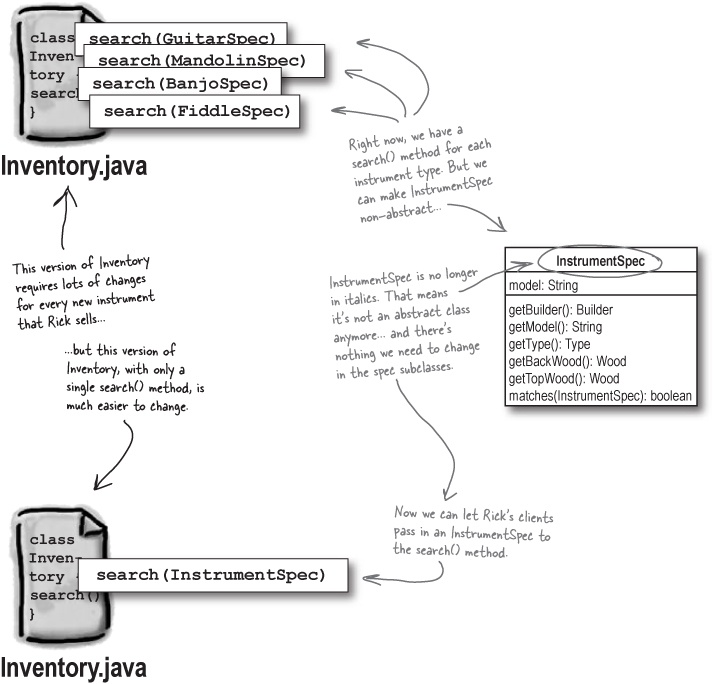 class
Inven-
tory
search
}
search(GuitarSpec)
search(MandolinSpec)
search(BanjoSpec)
search(FiddleSpec)
Inventory.java
Right now, we have a
search() method for each
instrument type. But we
can make InstrumentSpec
non-abstract...
This version of Inventory
requires lots of changes
for every new instrument
that Rick sells...
...but this version of
Inventory, with only a
single search() method, is
much easier to change.
InstrumentSpec is no longer
in italics. That means
it's not an abstract class
anymore... and there's
nothing we need to change
in the spec subclasses.
InstrumentSpec
model: String
getBuilder(): Builder
getModel(): String
getType(): Type
getBackWood(): Wood
getTopWood(): Wood
matches(InstrumentSpec): boolean
Now we can let Rick's clients
pass in an InstrumentSpec to
the search() method.
class
Inven-
tory
search()
}
search(InstrumentSpec)
Inventory.java